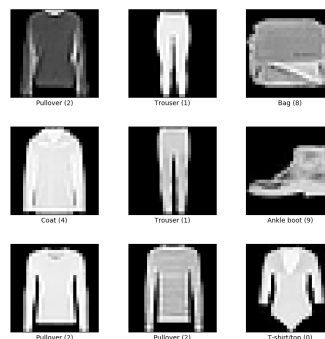 Pullover (2)
Trouser (1)
Bag (8)
Coat (4)
Trouser (1)
Ankle boot (9)
Pullover (2)
Pullover (2)
T-shirt/top (0)